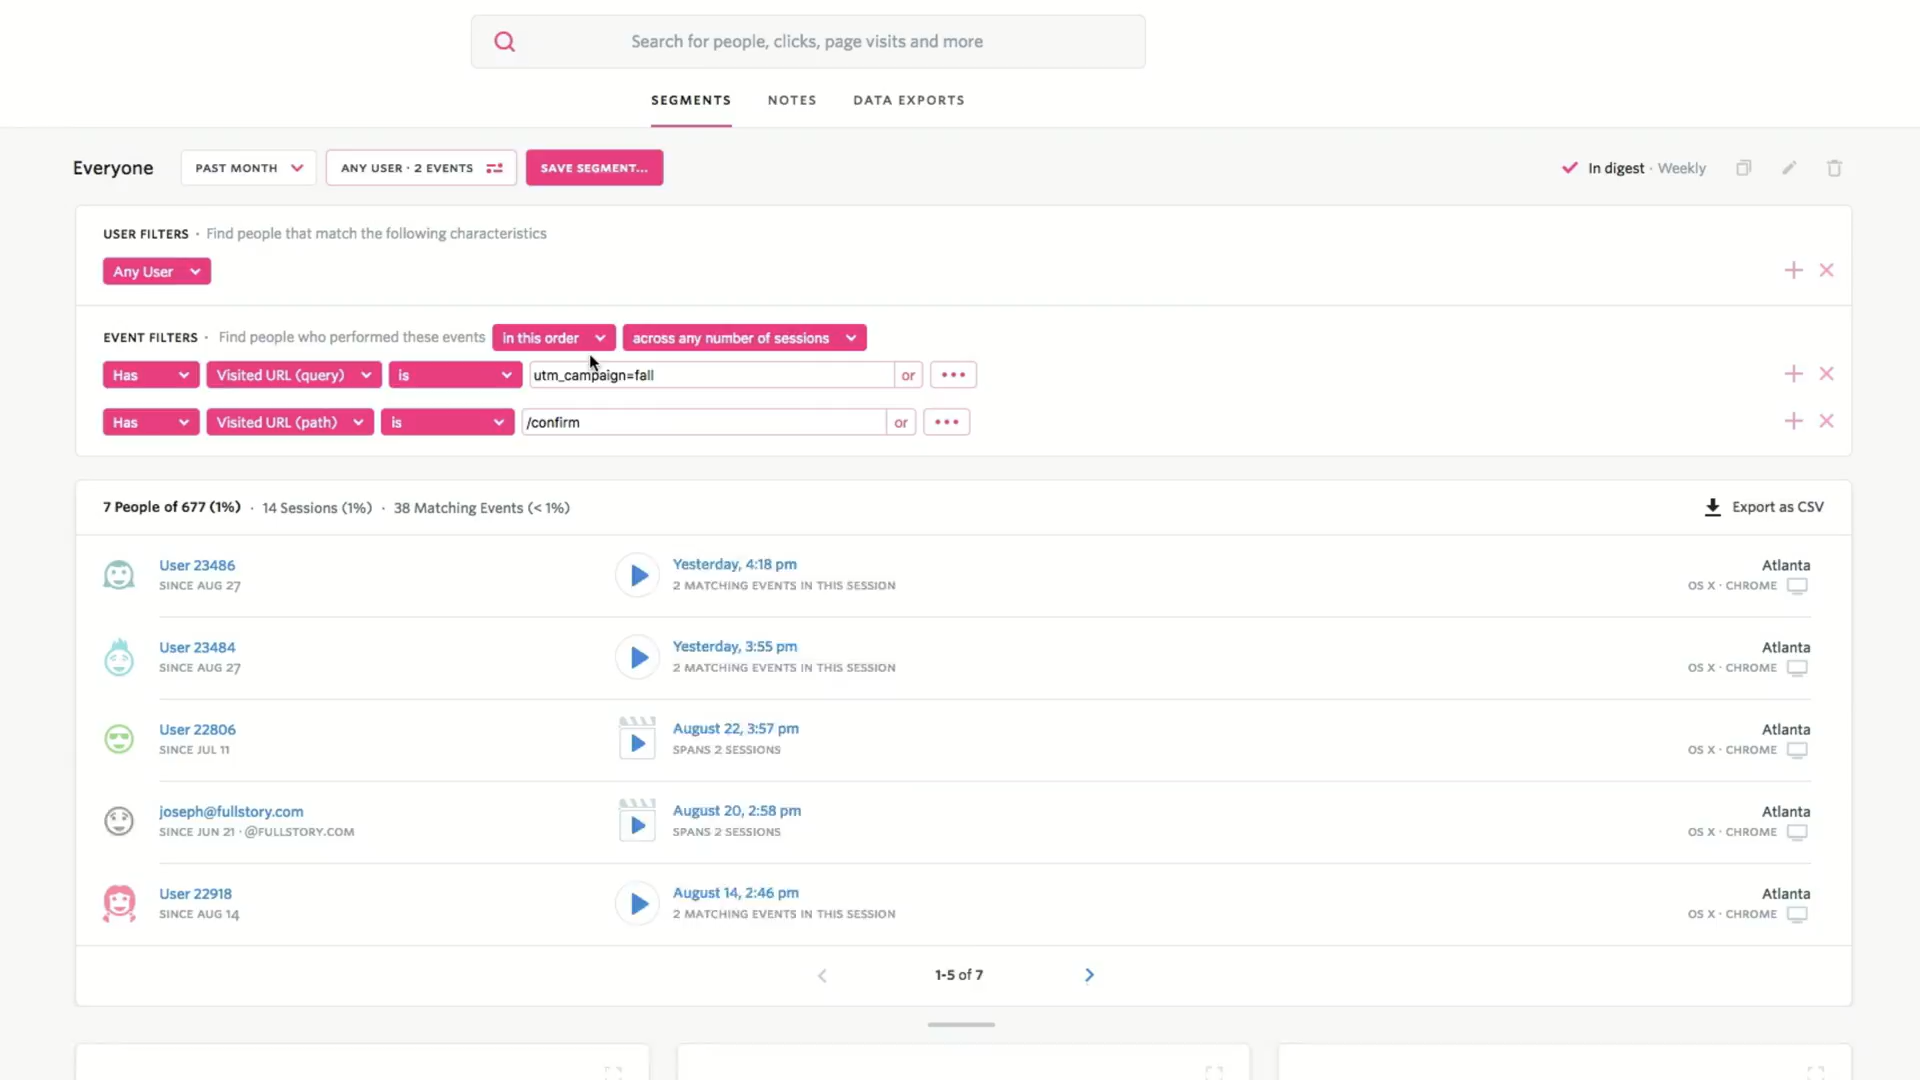 Search for people, clicks, page visits and more
SEGMENTS NOTES DATA EXPORTS
Everyone PAST MONTH ANY USER · 2 EVENTS SAVE SEGMENT... In digest · Weekly
USER FILTERS · Find people that match the following characteristics
Any User
EVENT FILTERS · Find people who performed these events in this order across any number of sessions
Has Visited URL (query) is utm_campaign=fall or
Has Visited URL (path) is /confirm or
7 People of 677 (1%) · 14 Sessions (1%) · 38 Matching Events (< 1%) Export as CSV
User 23486 Yesterday, 4:18 pm Atlanta
SINCE AUG 27 2 MATCHING EVENTS IN THIS SESSION OS X · CHROME
User 23484 Yesterday, 3:55 pm Atlanta
SINCE AUG 27 2 MATCHING EVENTS IN THIS SESSION OS X · CHROME
User 22806 August 22, 3:57 pm Atlanta
SINCE JUL 11 SPANS 2 SESSIONS OS X · CHROME
joseph@fullstory.com August 20, 2:58 pm Atlanta
SINCE JUN 21 · @FULLSTORY.COM SPANS 2 SESSIONS OS X · CHROME
User 22918 August 14, 2:46 pm Atlanta
SINCE AUG 14 2 MATCHING EVENTS IN THIS SESSION OS X · CHROME
1-5 of 7